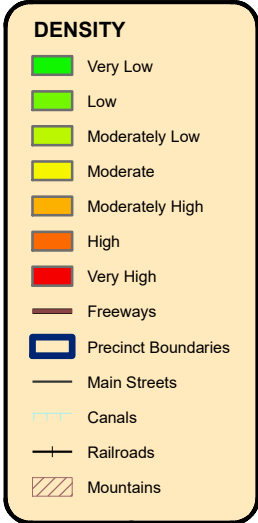 DENSITY
Very Low
Low
Moderately Low
Moderate
Moderately High
High
Very High
Freeways
Precinct Boundaries
Main Streets
Canals
Railroads
Mountains